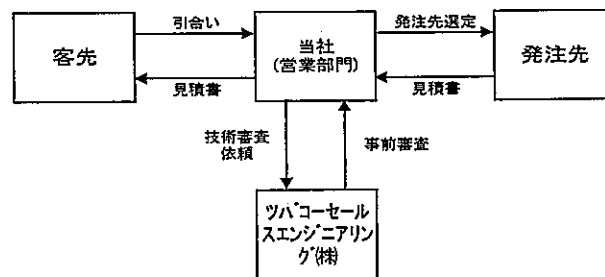 引合い
発注先選定
客先
当社
(営業部門)
発注先
見積書
見積書
技術審査
依頼
事前審査
ツバコーセール
スエンジニアリン
グ(株)